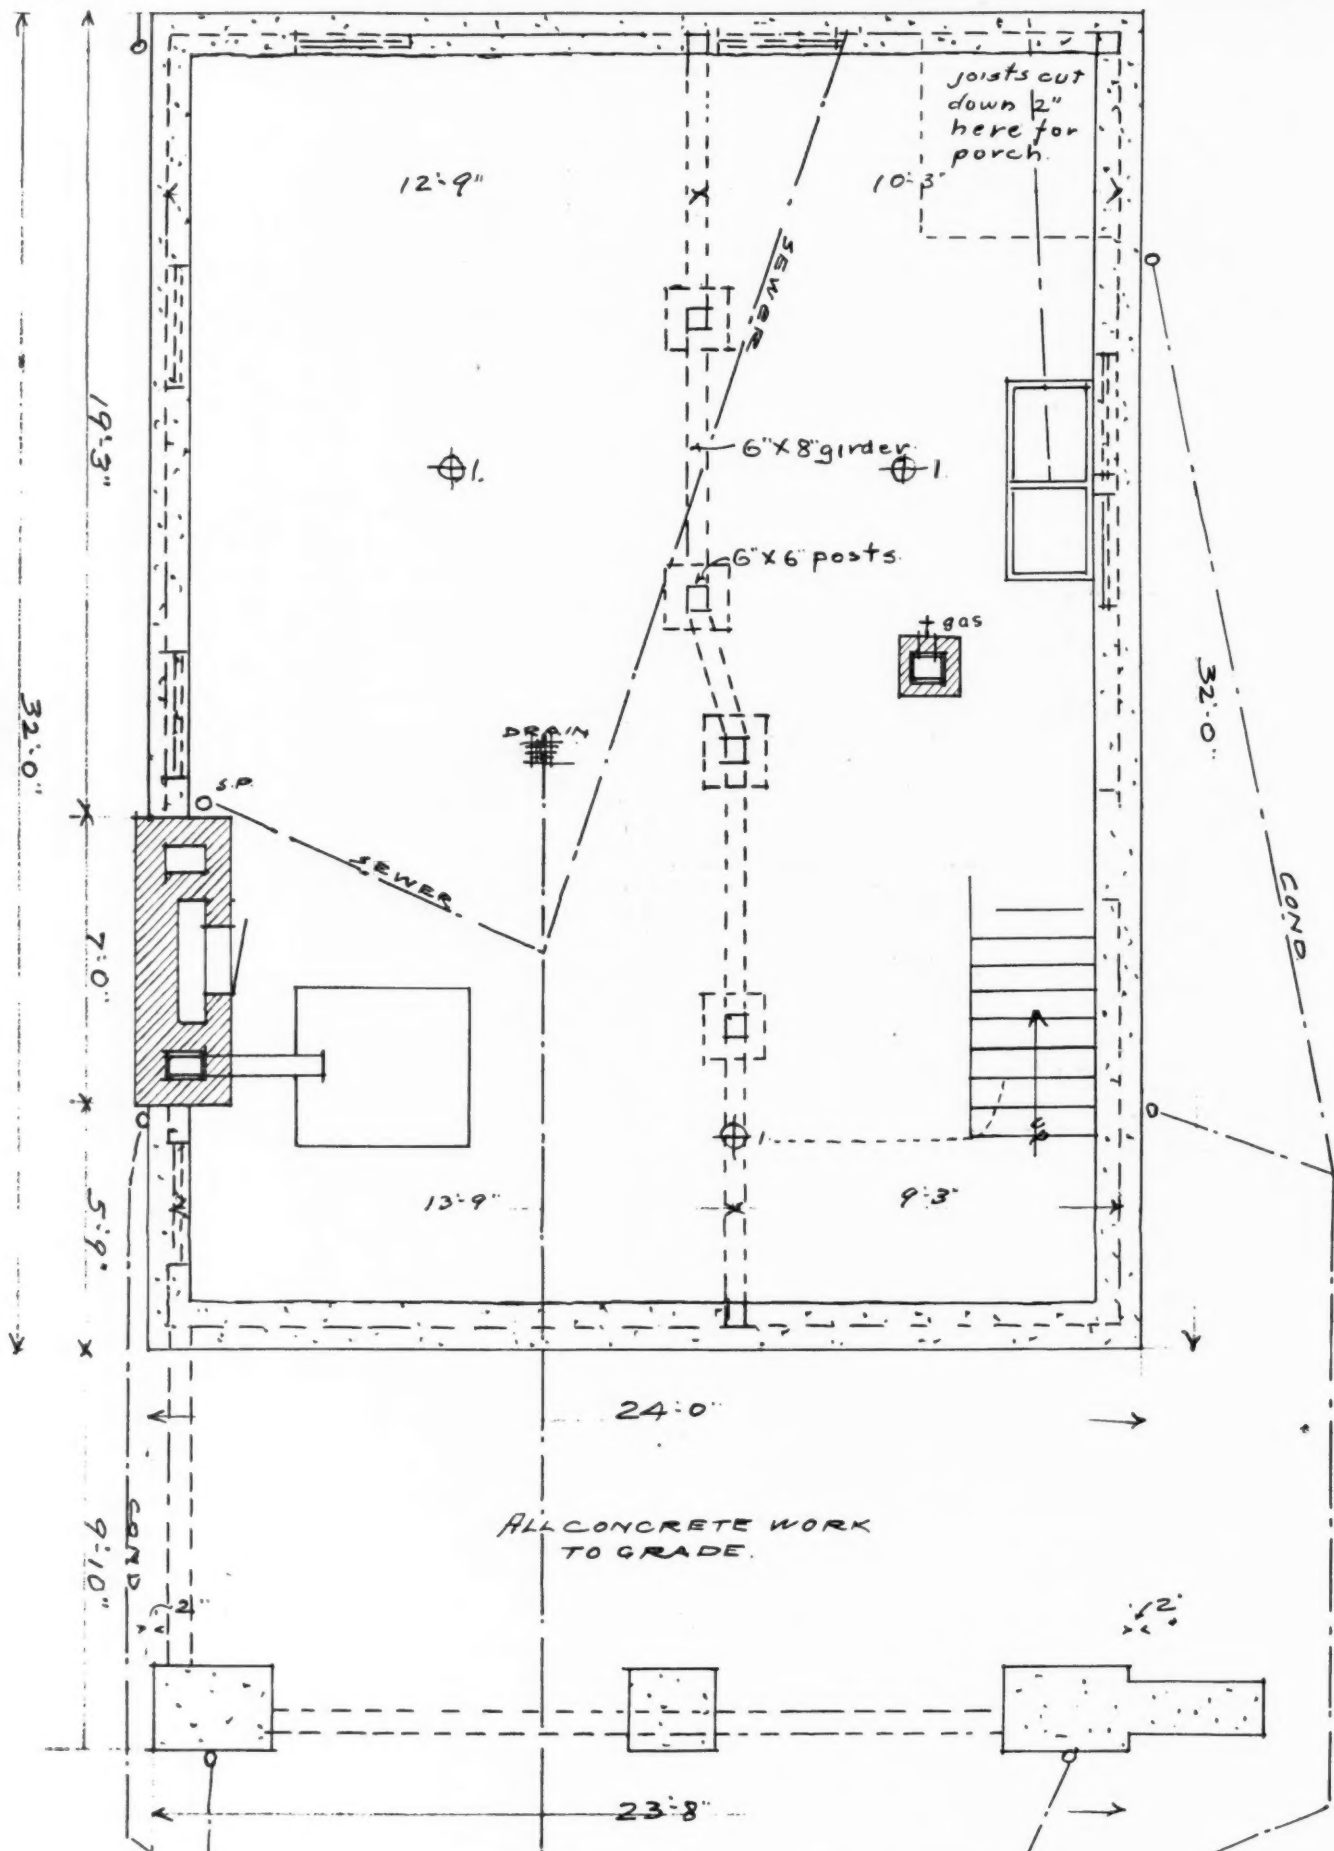 joists cut
down 2"
here for
porch.
12'-9"
10'-3"
SEWER
19'-3"
6"X8" girder
1.
1
6"X6" posts
gas
32'-0"
32'-0"
DRAIN
S.P.
SEWER
COND
7'-0"
UP
1
13'-9"
9'-3"
5'-9"
24'-0"
ALL CONCRETE WORK
TO GRADE.
COND
9'-10"
2"
2"
23'-8"